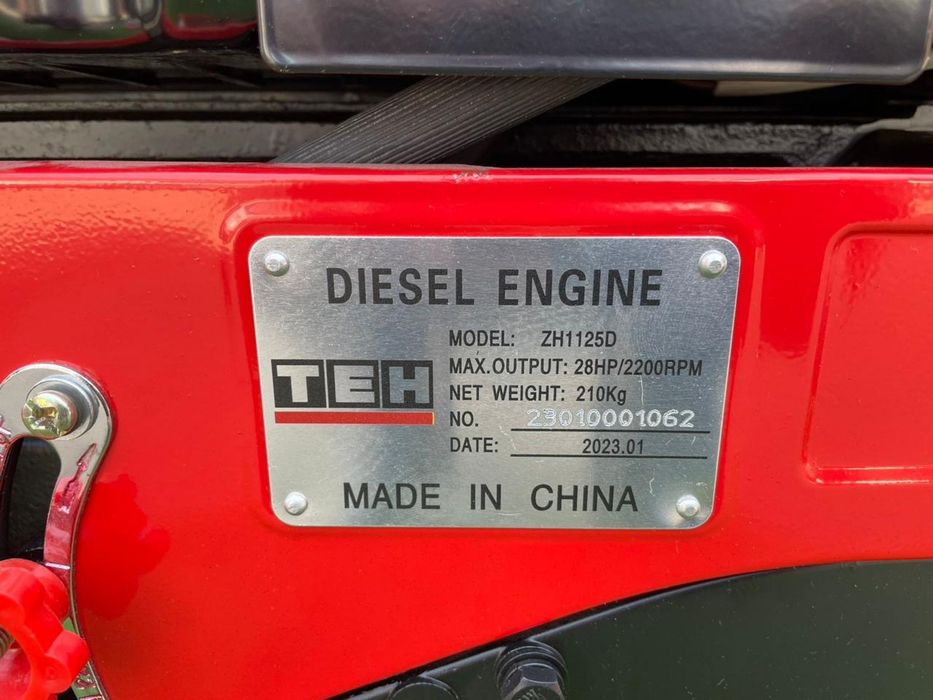 DIESEL ENGINE
TEH
MODEL: ZH1125D
MAX.OUTPUT: 28HP/2200RPM
NET WEIGHT: 210Kg
NO. 23010001062
DATE: 2023.01
MADE IN CHINA